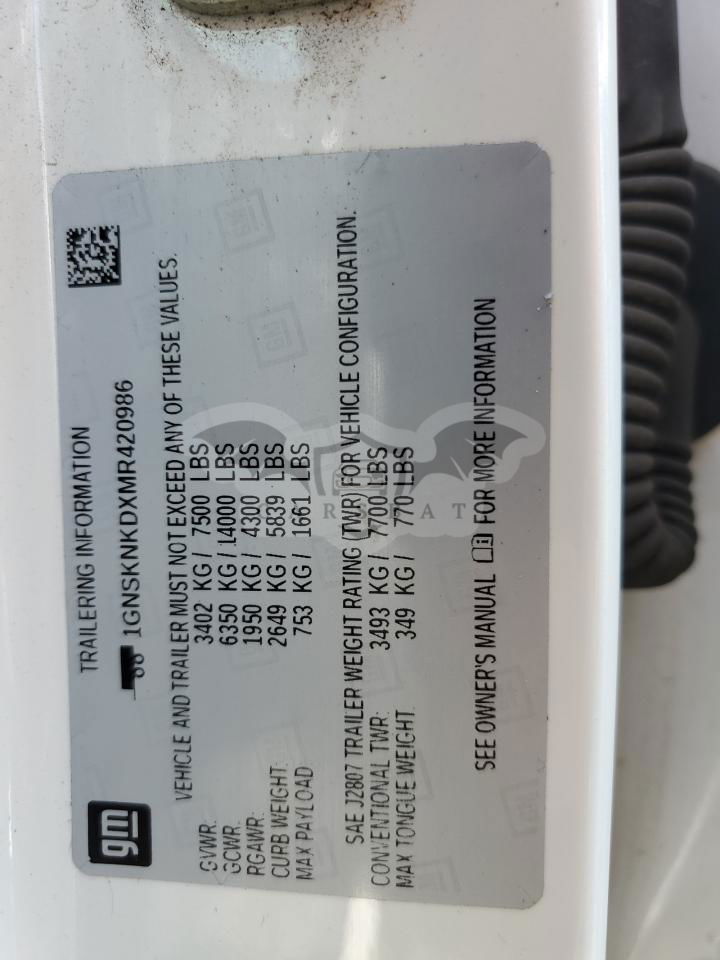 gm
TRAILERING INFORMATION
1GNSKNKDXMR420986
VEHICLE AND TRAILER MUST NOT EXCEED ANY OF THESE VALUES.
GVWR: 3402 KG / 7500 LBS
GCWR: 6350 KG / 14000 LBS
RGAWR: 1950 KG / 4300 LBS
CURB WEIGHT: 2649 KG / 5839 LBS
MAX PAYLOAD 753 KG / 1661 LBS
SAE J2807 TRAILER WEIGHT RATING (TWR) FOR VEHICLE CONFIGURATION.
CONVENTIONAL TWR: 3493 KG / 7700 LBS
MAX TONGUE WEIGHT. 349 KG / 770 LBS
SEE OWNER'S MANUAL FOR MORE INFORMATION